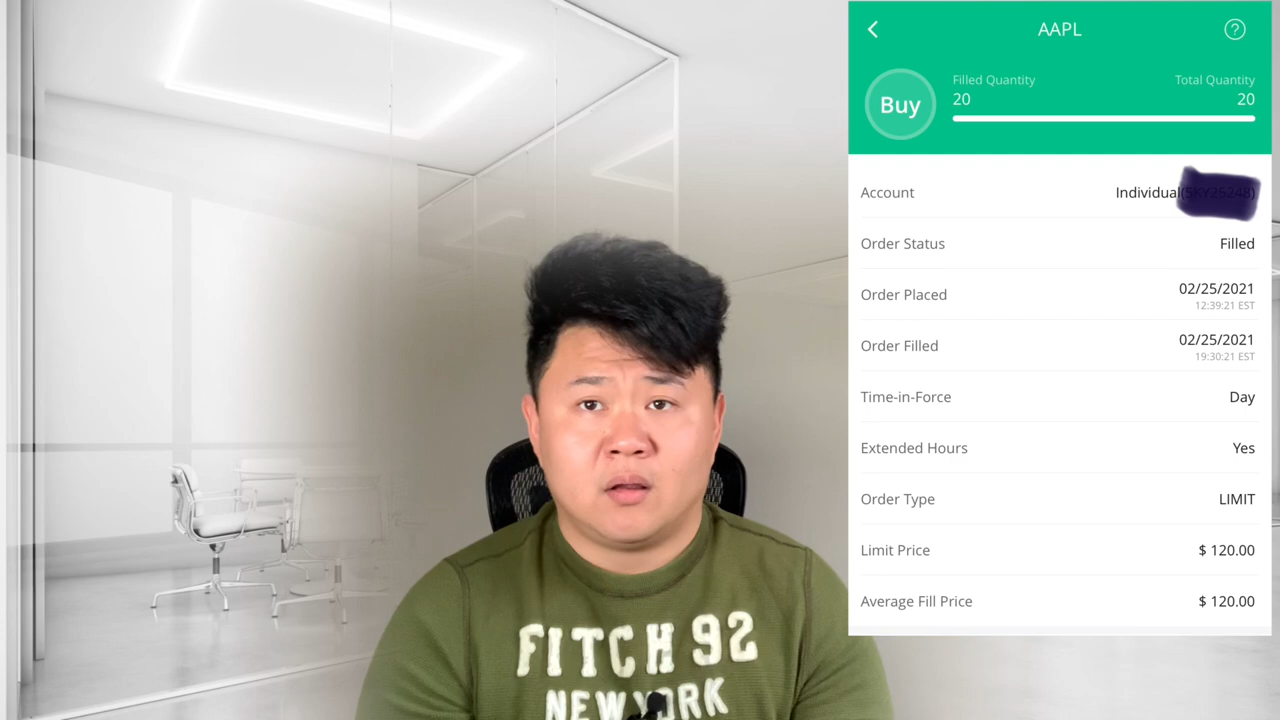 AAPL
?
Buy
Filled Quantity
Total Quantity
20
20
Account
Individual
Order Status
Filled
Order Placed
02/25/2021
12:39:21 EST
Order Filled
02/25/2021
19:30:21 EST
Time-in-Force
Day
Extended Hours
Yes
Order Type
LIMIT
Limit Price
$ 120.00
Average Fill Price
$ 120.00
FITCH 92
NEW YORK